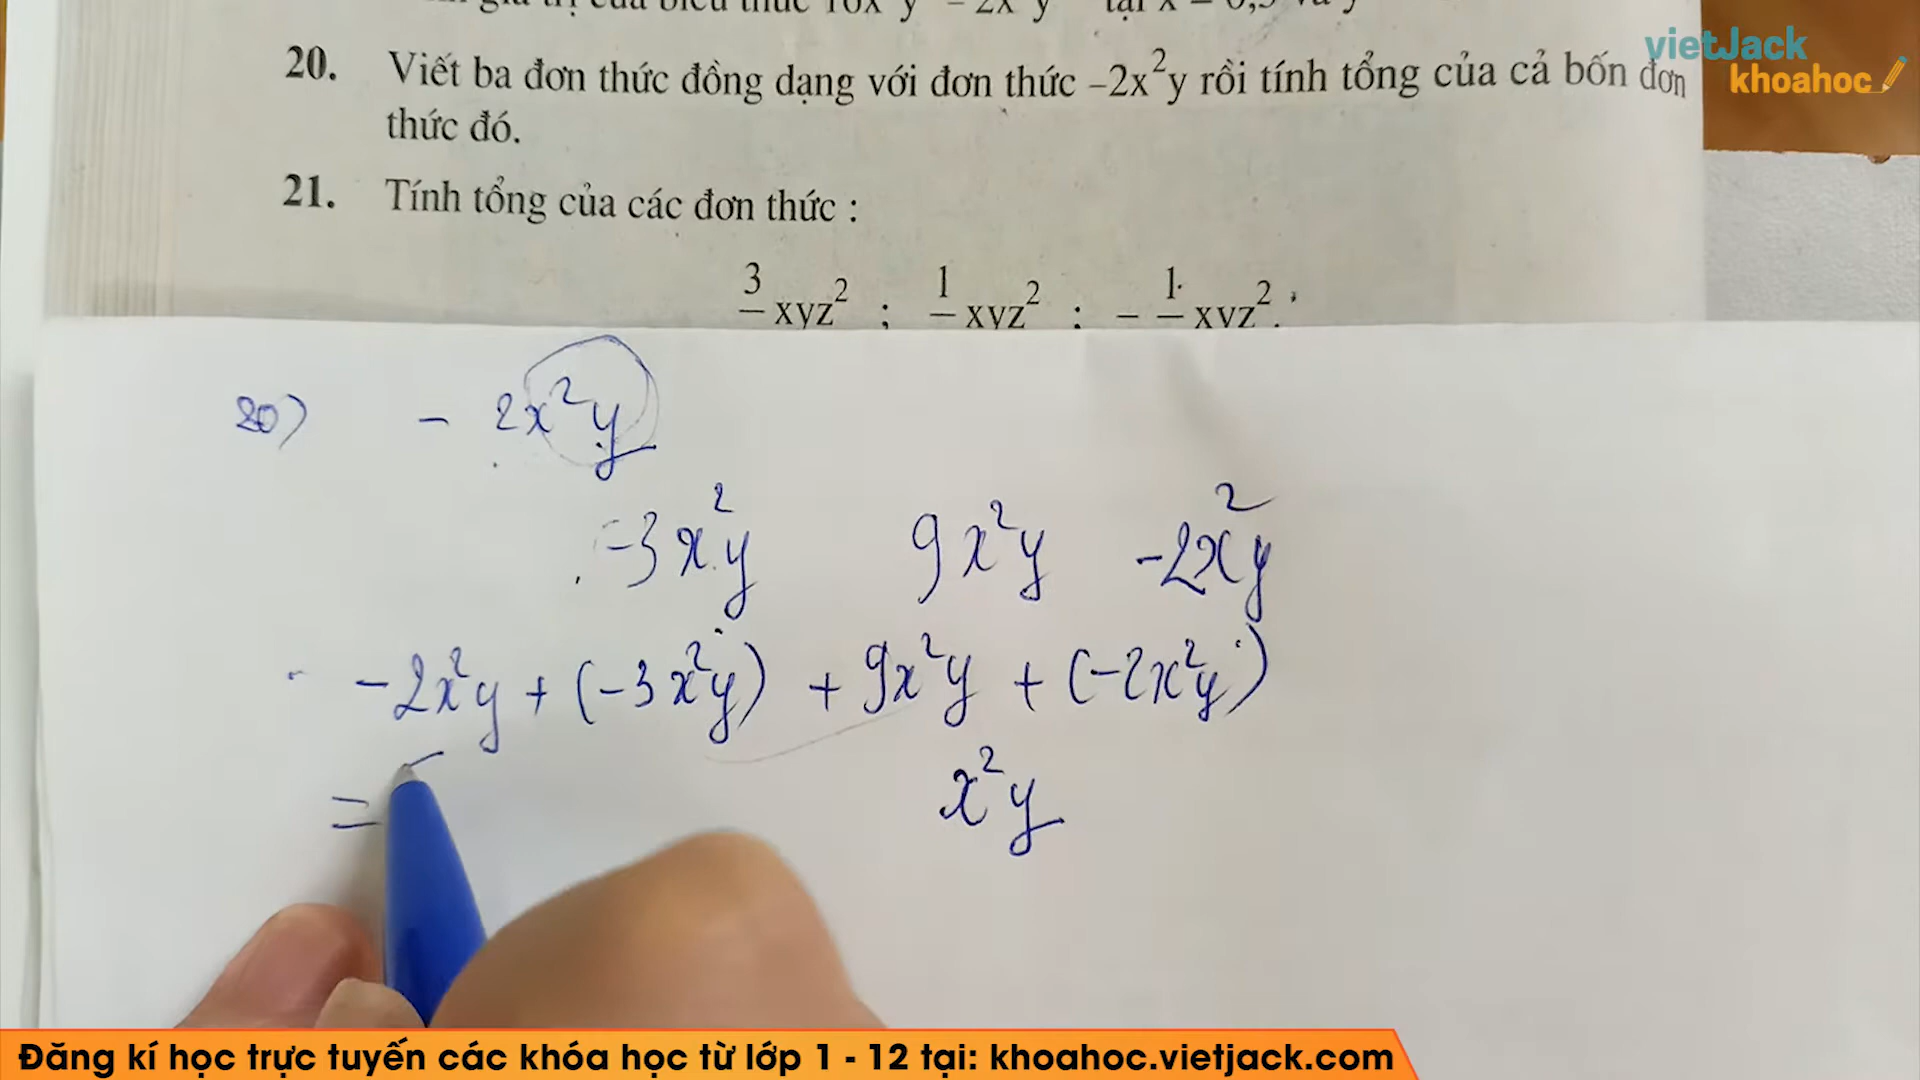 20. Viết ba đơn thức đồng dạng với đơn thức –2x²y rồi tính tổng của cả bốn đơn
thức đó.
21. Tính tổng của các đơn thức :
xyz² ; xyz² ; – xyz².
20) - 2x²y
-3x²y 9x²y -2x²y
-2x²y + (-3x²y) + 9x²y + (-2x²y)
= x²y
vietJack
khoahoc
Đăng kí học trực tuyến các khóa học từ lớp 1 - 12 tại: khoahoc.vietjack.com